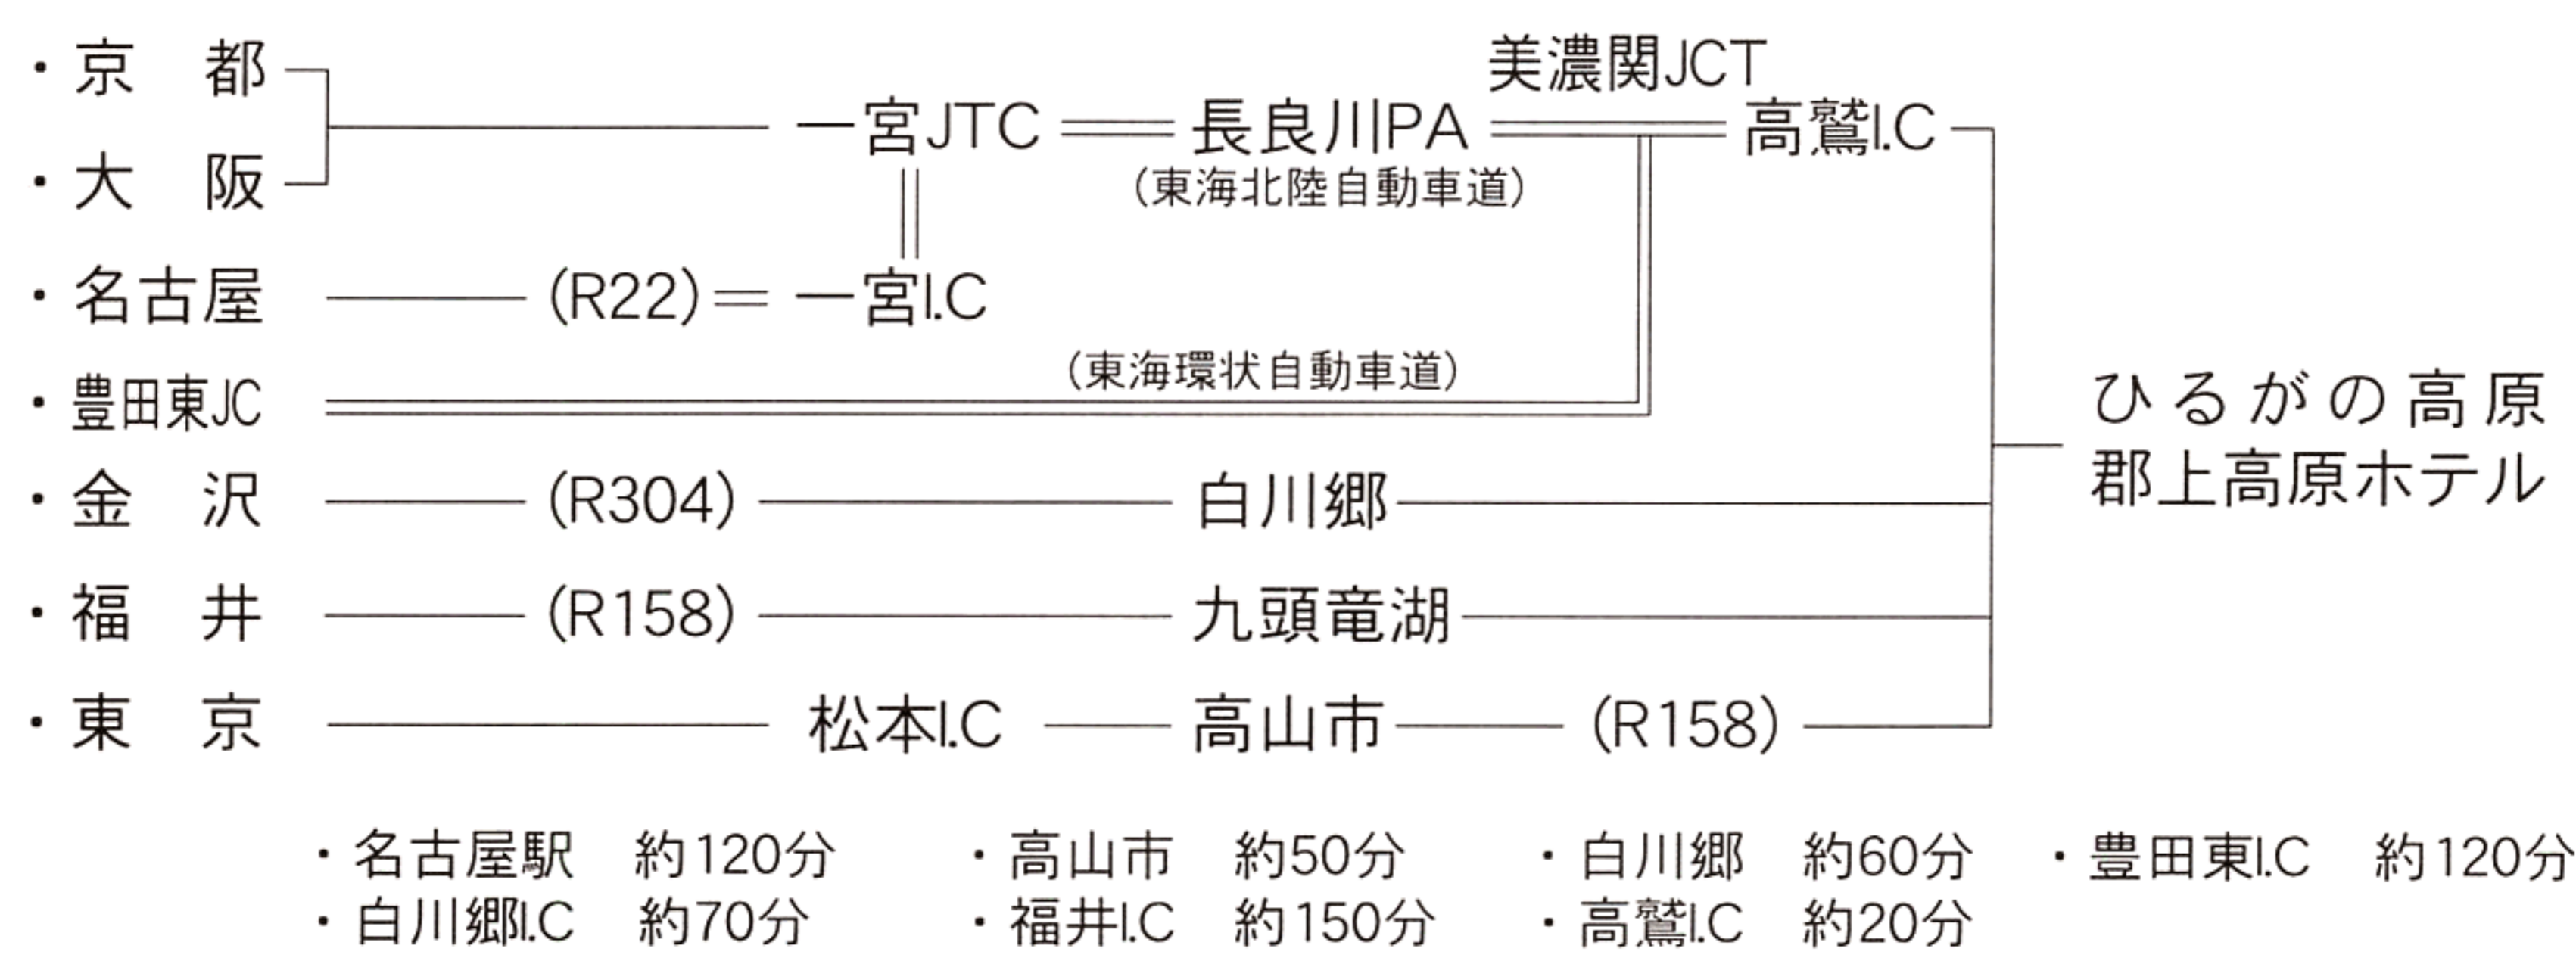 ・京　都
美濃関JCT
一宮JTC 長良川PA 高鷲I.C
・大　阪
(東海北陸自動車道)
・名古屋 (R22) 一宮I.C
(東海環状自動車道)
・豊田東JC
ひるがの高原
郡上高原ホテル
・金　沢 (R304) 白川郷
・福　井 (R158) 九頭竜湖
・東　京 松本I.C 高山市 (R158)
・名古屋駅　約120分 ・高山市　約50分 ・白川郷　約60分 ・豊田東I.C　約120分
・白川郷I.C　約70分 ・福井I.C　約150分 ・高鷲I.C　約20分